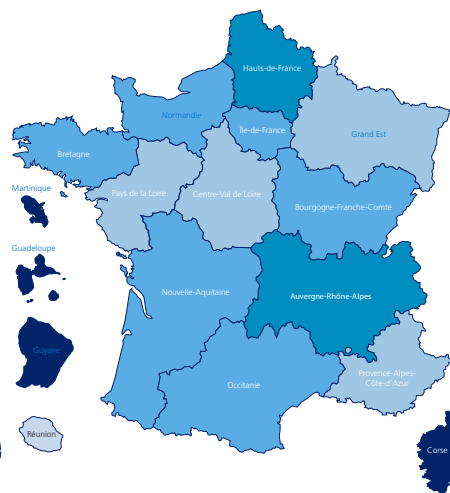 Hauts-de-France
Normandie
Île-de-France
Grand Est
Bretagne
Pays de la Loire
Centre-Val de Loire
Martinique
Bourgogne-Franche-Comté
Guadeloupe
Nouvelle-Aquitaine
Auvergne-Rhône-Alpes
Guyane
Provence-Alpes-
Côte-d'Azur
Occitanie
Réunion
Corse